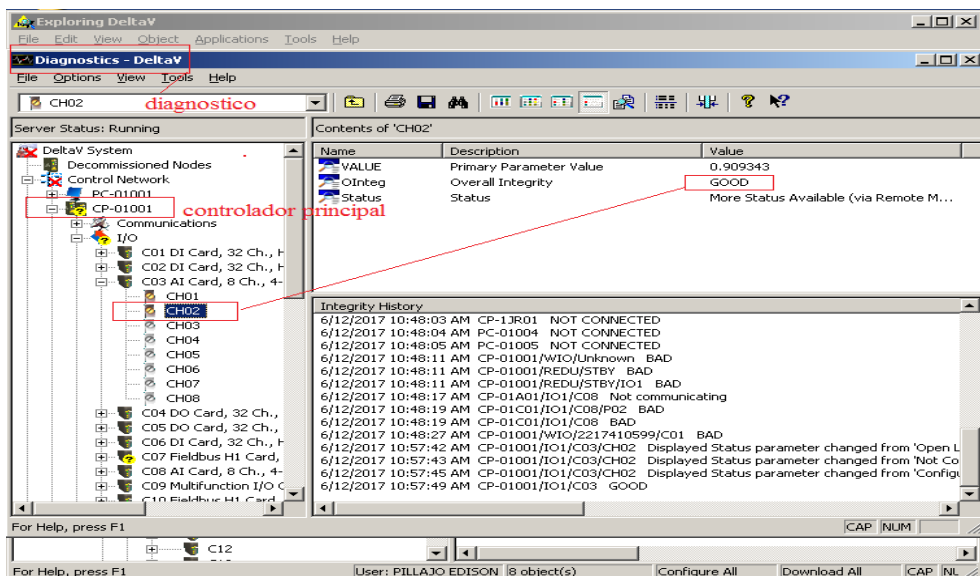 Exploring DeltaV
File Edit View Object Applications Tools Help
Diagnostics - DeltaV
File Options View Tools Help
CH02
diagnostico
Server Status: Running
Contents of 'CH02'
DeltaV System
Decommissioned Nodes
Control Network
PC-01001
CP-01001
controlador principal
Communications
I/O
C01 DI Card, 32 Ch., H
C02 DI Card, 32 Ch., H
C03 AI Card, 8 Ch., 4-
CH01
CH02
CH03
CH04
CH05
CH06
CH07
CH08
C04 DO Card, 32 Ch.,
C05 DO Card, 32 Ch.,
C06 DI Card, 32 Ch., H
C07 Fieldbus H1 Card,
C08 AI Card, 8 Ch., 4-
C09 Multifunction I/O C
C10 Fieldbus H1 Card
Name Description Value
VALUE Primary Parameter Value 0.909343
OInteg Overall Integrity GOOD
Status Status More Status Available (via Remote M...
Integrity History
6/12/2017 10:48:03 AM CP-1JR01 NOT CONNECTED
6/12/2017 10:48:04 AM PC-01004 NOT CONNECTED
6/12/2017 10:48:05 AM PC-01005 NOT CONNECTED
6/12/2017 10:48:11 AM CP-01001/WIO/Unknown BAD
6/12/2017 10:48:11 AM CP-01001/REDU/STBY BAD
6/12/2017 10:48:11 AM CP-01001/REDU/STBY/IO1 BAD
6/12/2017 10:48:17 AM CP-01A01/IO1/C08 Not communicating
6/12/2017 10:48:19 AM CP-01C01/IO1/C08/P02 BAD
6/12/2017 10:48:19 AM CP-01C01/IO1/C08 BAD
6/12/2017 10:48:27 AM CP-01001/WIO/2217410599/C01 BAD
6/12/2017 10:57:42 AM CP-01001/IO1/C03/CH02 Displayed Status parameter changed from 'Open L
6/12/2017 10:57:43 AM CP-01001/IO1/C03/CH02 Displayed Status parameter changed from 'Not Co
6/12/2017 10:57:45 AM CP-01001/IO1/C03/CH02 Displayed Status parameter changed from 'Configu
6/12/2017 10:57:49 AM CP-01001/IO1/C03 GOOD
For Help, press F1
CAP NUM
C12
For Help, press F1
User: PILLAJO EDISON
8 object(s)
Configure All
Download All
CAP NL